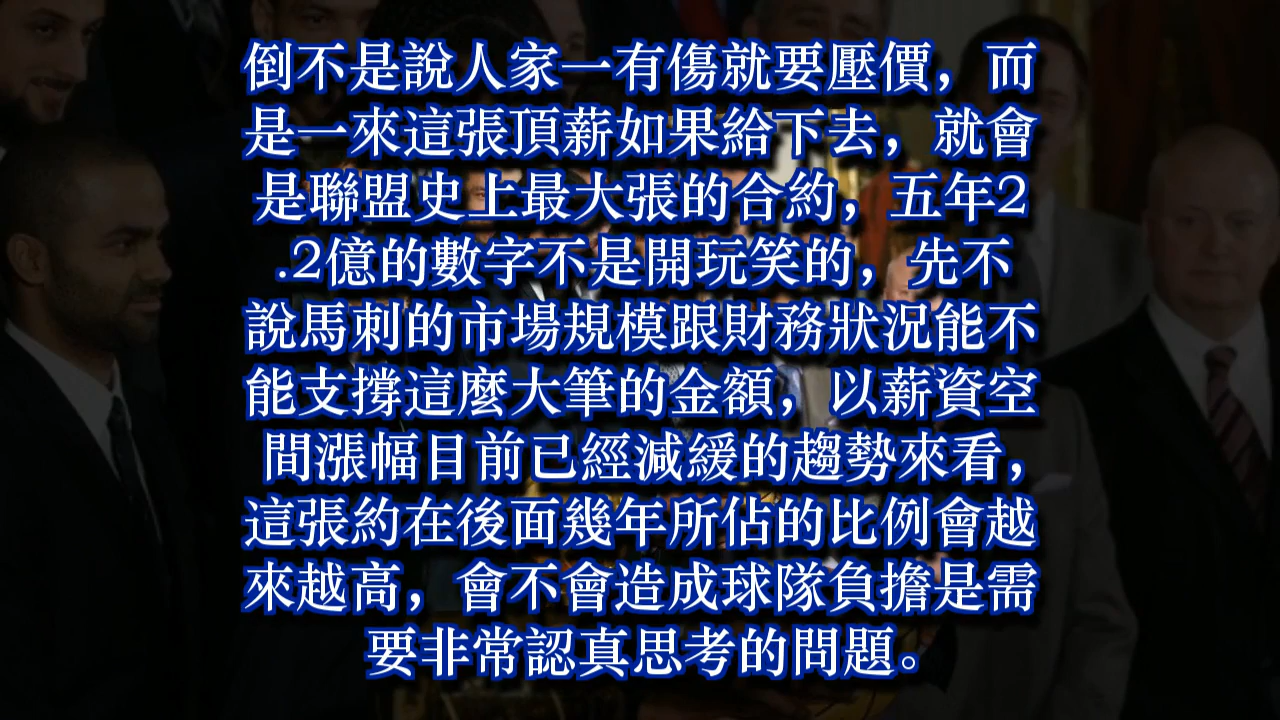 倒不是說人家一有傷就要壓價，而
是一來這張頂薪如果給下去，就會
是聯盟史上最大張的合約，五年2
.2億的數字不是開玩笑的，先不
說馬刺的市場規模跟財務狀況能不
能支撐這麼大筆的金額，以薪資空
間漲幅目前已經減緩的趨勢來看，
這張約在後面幾年所佔的比例會越
來越高，會不會造成球隊負擔是需
要非常認真思考的問題。